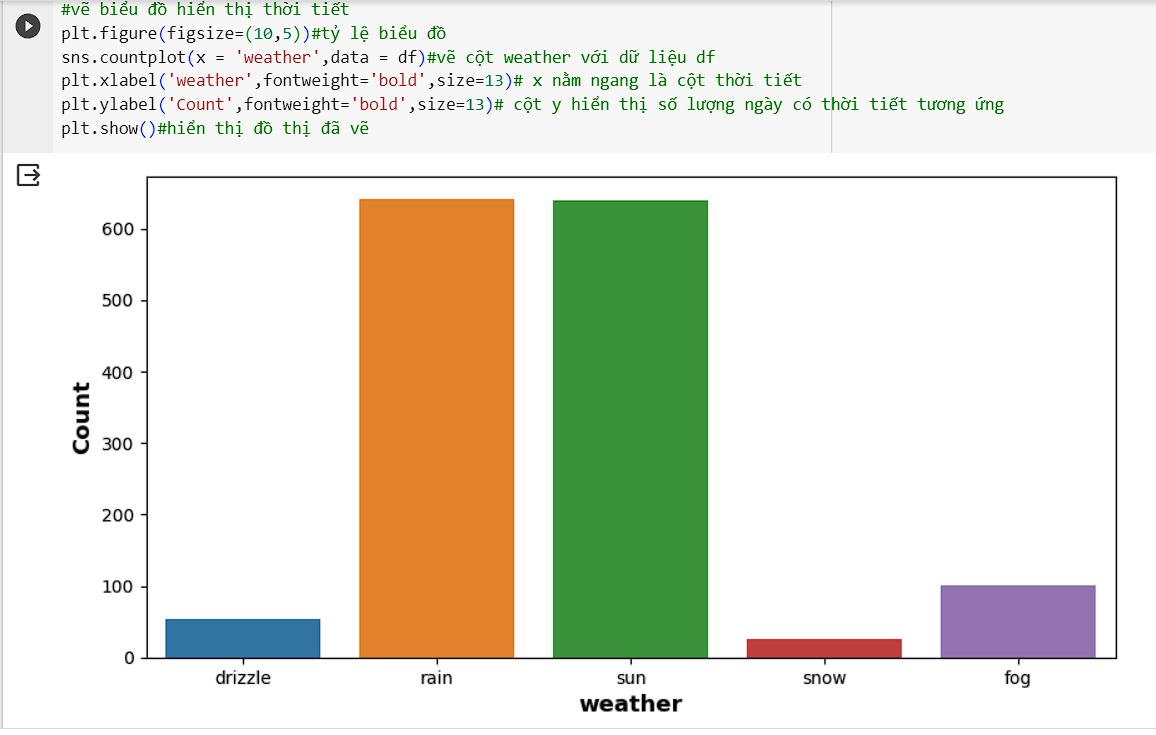 #vẽ biểu đồ hiển thị thời tiết
plt.figure(figsize=(10,5))#tỷ lệ biểu đồ
sns.countplot(x = 'weather',data = df)#vẽ cột weather với dữ liệu df
plt.xlabel('weather',fontweight='bold',size=13)# x nằm ngang là cột thời tiết
plt.ylabel('Count',fontweight='bold',size=13)# cột y hiển thị số lượng ngày có thời tiết tương ứng
plt.show()#hiển thị đồ thị đã vẽ
600
500
400
300
200
100
0
Count
drizzle rain sun snow fog
weather